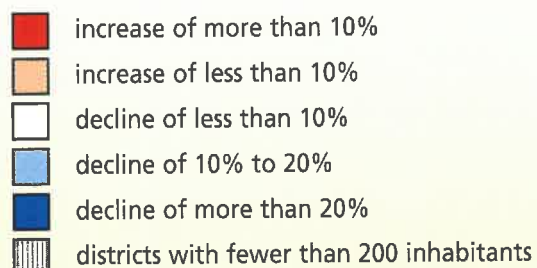 increase of more than 10%
increase of less than 10%
decline of less than 10%
decline of 10% to 20%
decline of more than 20%
districts with fewer than 200 inhabitants